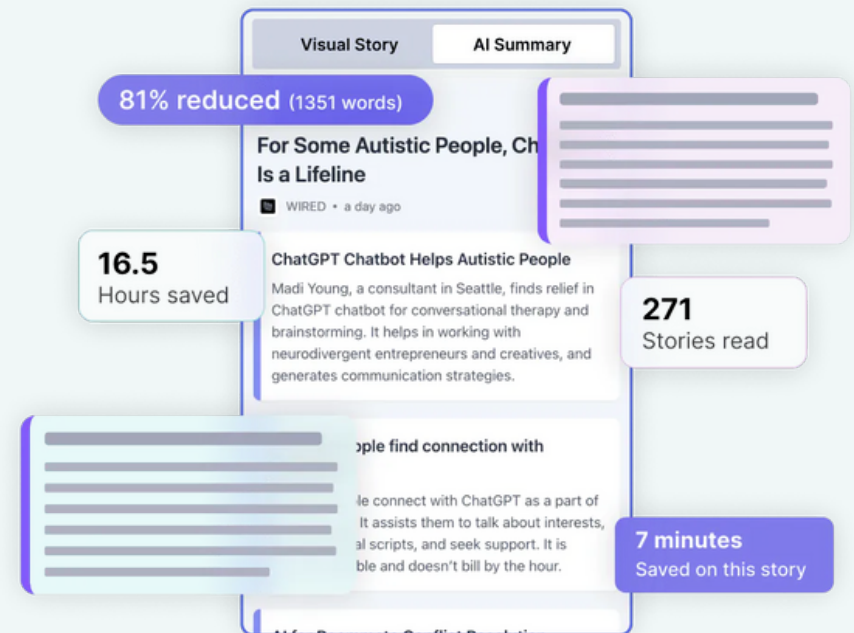 Visual Story
AI Summary
81% reduced (1351 words)
For Some Autistic People, Ch
Is a Lifeline
WIRED • a day ago
16.5
Hours saved
ChatGPT Chatbot Helps Autistic People
Madi Young, a consultant in Seattle, finds relief in
ChatGPT chatbot for conversational therapy and
brainstorming. It helps in working with
neurodivergent entrepreneurs and creatives, and
generates communication strategies.
271
Stories read
ople find connection with
le connect with ChatGPT as a part of
It assists them to talk about interests,
al scripts, and seek support. It is
ble and doesn't bill by the hour.
7 minutes
Saved on this story